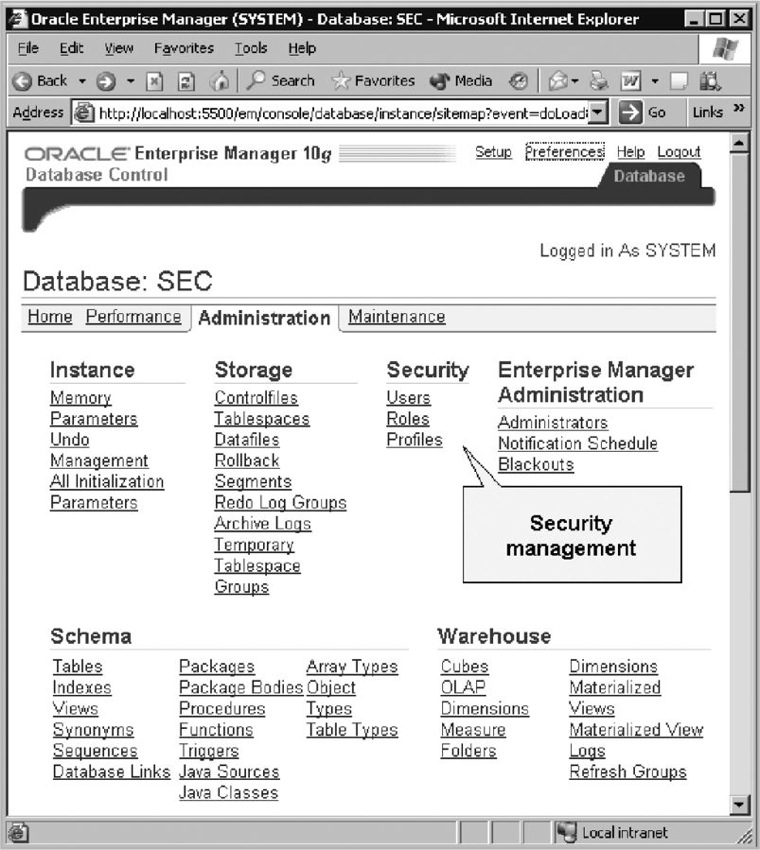 Oracle Enterprise Manager (SYSTEM) - Database: SEC - Microsoft Internet Explorer
File Edit View Favorites Tools Help
Back Search Favorites Media
Address http://localhost:5500/em/console/database/instance/sitemap?event=doLoad Go Links »
ORACLE Enterprise Manager 10g
Setup Preferences Help Logout
Database Control
Database
Logged in As SYSTEM
Database: SEC
Home Performance Administration Maintenance
Instance
Memory
Parameters
Undo
Management
All Initialization
Parameters
Storage
Controlfiles
Tablespaces
Datafiles
Rollback
Segments
Redo Log Groups
Archive Logs
Temporary
Tablespace
Groups
Security
Users
Roles
Profiles
Enterprise Manager
Administration
Administrators
Notification Schedule
Blackouts
Security
management
Schema
Tables
Indexes
Views
Synonyms
Sequences
Database Links
Packages
Package Bodies
Procedures
Functions
Triggers
Java Sources
Java Classes
Array Types
Object
Types
Table Types
Warehouse
Cubes
OLAP
Dimensions
Measure
Folders
Dimensions
Materialized
Views
Materialized View
Logs
Refresh Groups
Local intranet